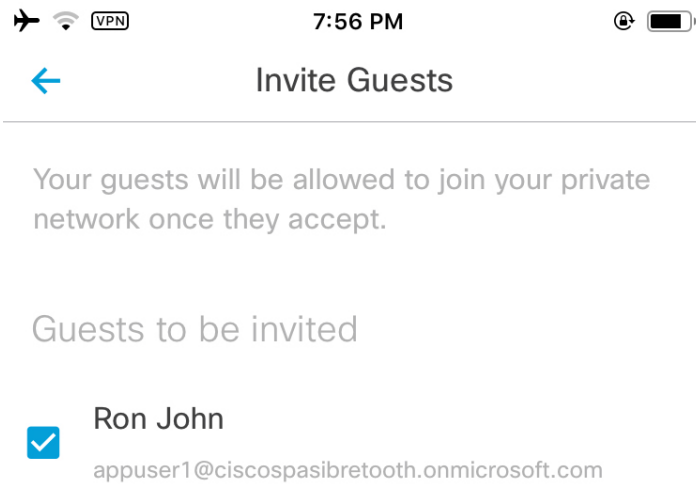 VPN 7:56 PM
Invite Guests
Your guests will be allowed to join your private
network once they accept.
Guests to be invited
Ron John
appuser1@ciscospasibretooth.onmicrosoft.com